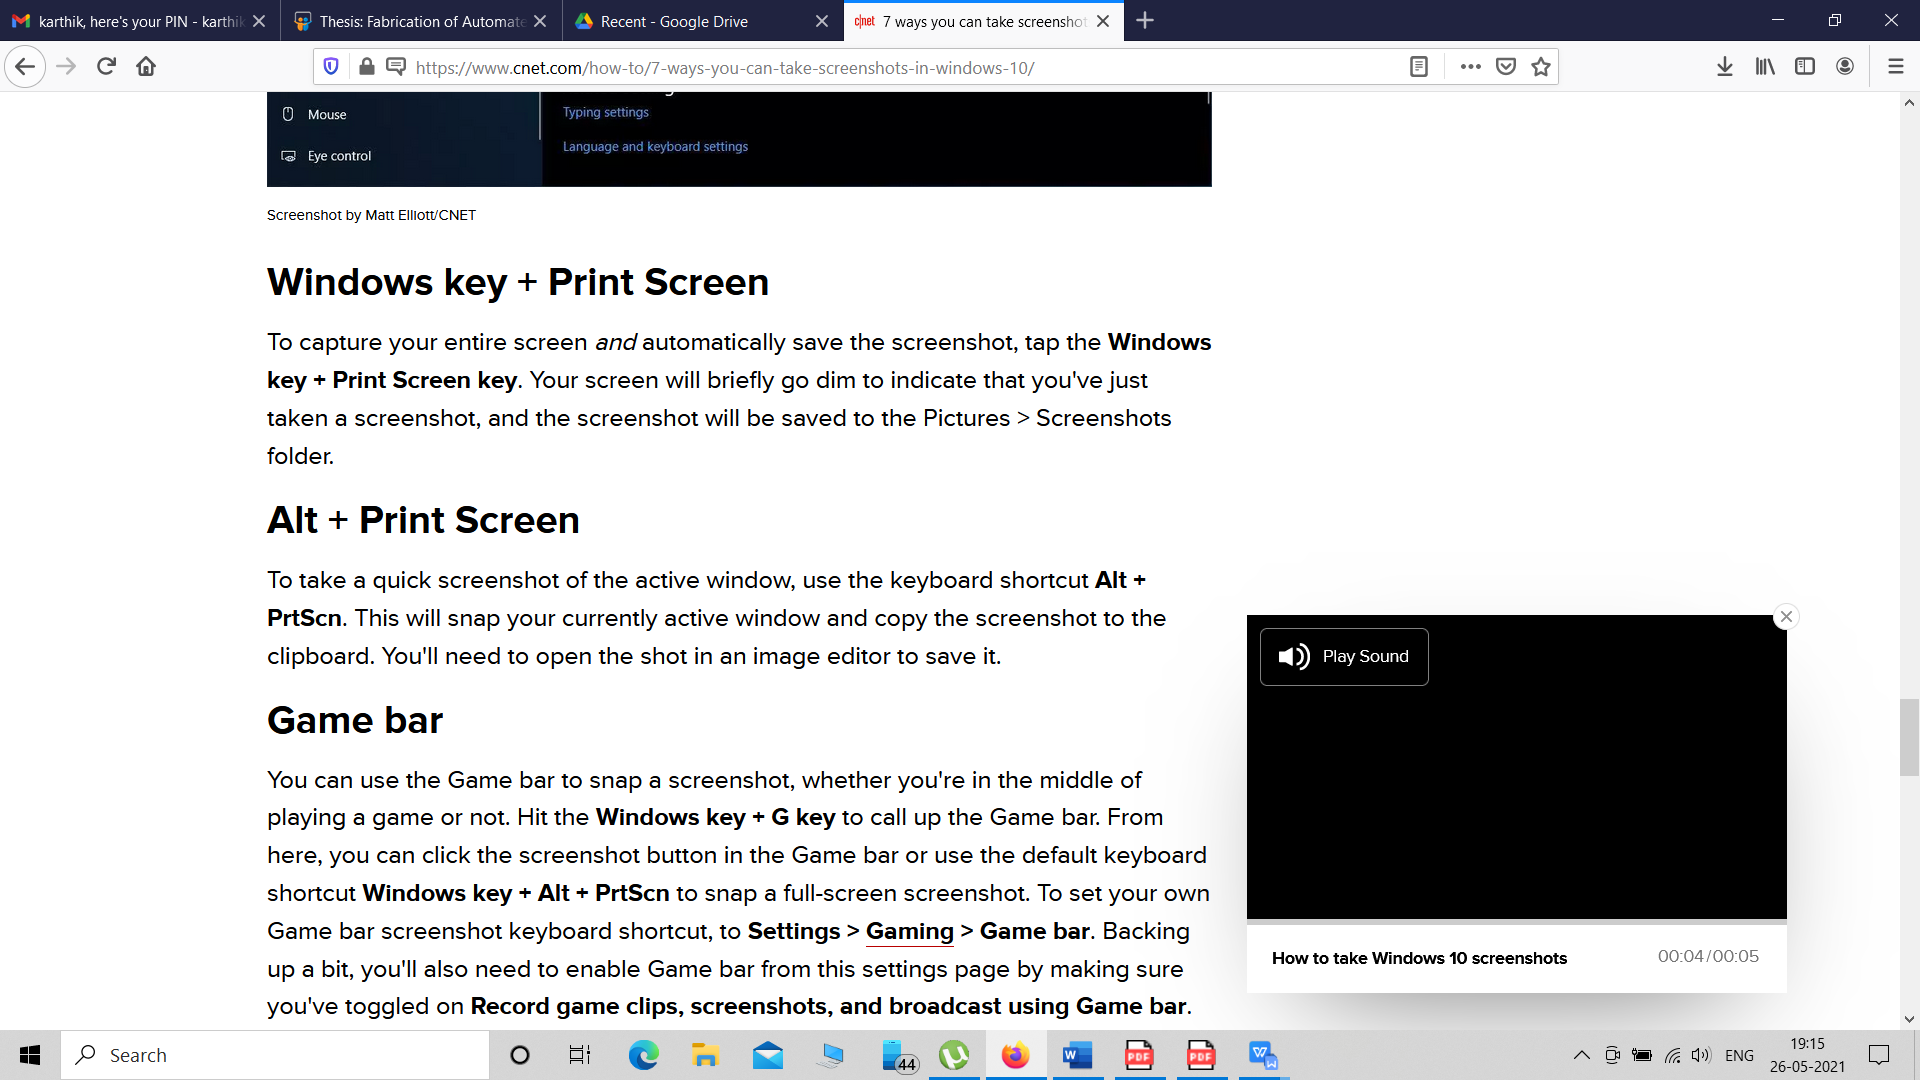 karthik, here's your PIN - karthik
Thesis: Fabrication of Automate
Recent - Google Drive
c|net 7 ways you can take screenshot
https://www.cnet.com/how-to/7-ways-you-can-take-screenshots-in-windows-10/
Mouse
Typing settings
Language and keyboard settings
Eye control
Screenshot by Matt Elliott/CNET
Windows key + Print Screen
To capture your entire screen and automatically save the screenshot, tap the Windows
key + Print Screen key. Your screen will briefly go dim to indicate that you've just
taken a screenshot, and the screenshot will be saved to the Pictures > Screenshots
folder.
Alt + Print Screen
To take a quick screenshot of the active window, use the keyboard shortcut Alt +
PrtScn. This will snap your currently active window and copy the screenshot to the
clipboard. You'll need to open the shot in an image editor to save it.
Game bar
You can use the Game bar to snap a screenshot, whether you're in the middle of
playing a game or not. Hit the Windows key + G key to call up the Game bar. From
here, you can click the screenshot button in the Game bar or use the default keyboard
shortcut Windows key + Alt + PrtScn to snap a full-screen screenshot. To set your own
Game bar screenshot keyboard shortcut, to Settings > Gaming > Game bar. Backing
up a bit, you'll also need to enable Game bar from this settings page by making sure
you've toggled on Record game clips, screenshots, and broadcast using Game bar.
Play Sound
How to take Windows 10 screenshots 00:04/00:05
Search
44
W
PDF
PDF
W
ENG
19:15
26-05-2021